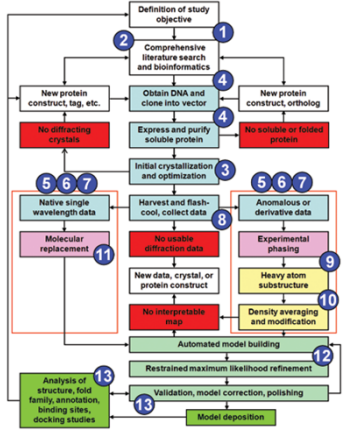 Definition of study
objective
1
2
Comprehensive
literature search
and bioinformatics
4
New protein
construct, tag, etc.
Obtain DNA and
clone into vector
New protein
construct, ortholog
4
No diffracting
crystals
Express and purify
soluble protein
No soluble or folded
protein
Initial crystallization
and optimization
3
5 6 7
5 6 7
Native single
wavelength data
Harvest and flash-
cool, collect data
Anomalous or
derivative data
8
Molecular
replacement
11
No usable
diffraction data
Experimental
phasing
9
New data, crystal, or
protein construct
Heavy atom
substructure
10
No interpretable
map
Density averaging
and modification
Automated model building
12
Restrained maximum likelihood refinement
13
Analysis of
structure, fold
family, annotation,
binding sites,
docking studies
Validation, model correction, polishing
13
Model deposition